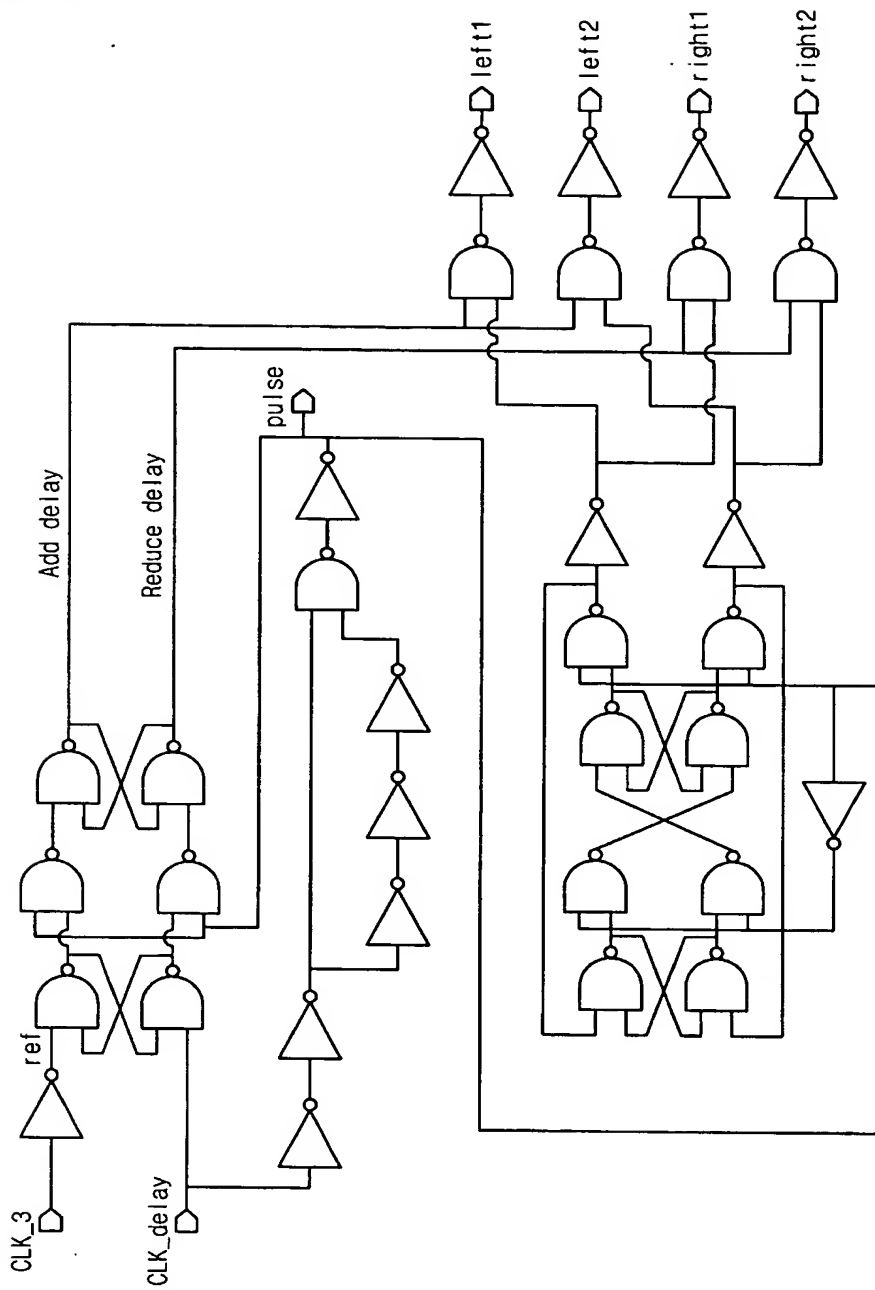 CLK_3
ref
CLK_delay
Add delay
Reduce delay
pulse
left1
left2
right1
right2